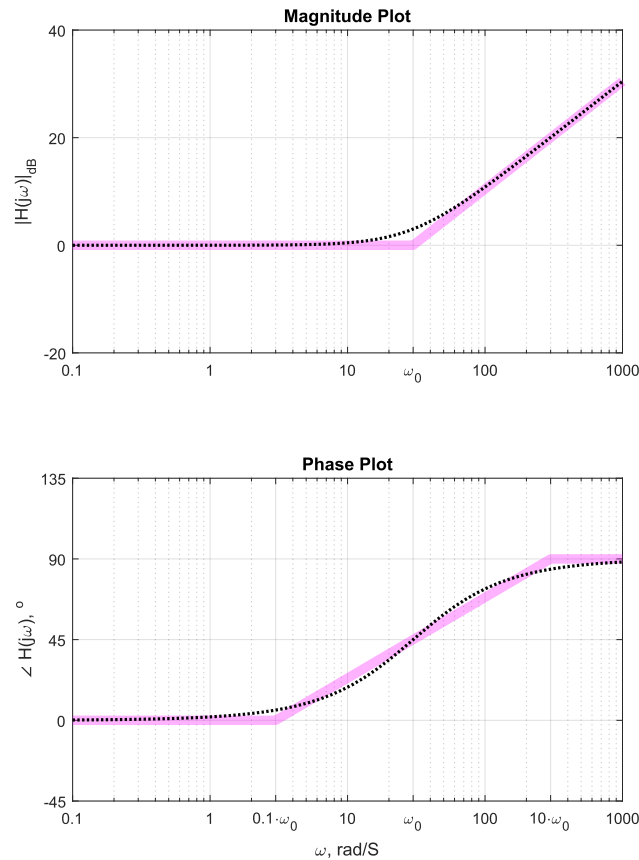 Magnitude Plot
40
20
0
-20
|H(jω)|dB
0.1 1 10 ω0 100 1000
Phase Plot
135
90
45
0
-45
∠ H(jω), °
0.1 1 0.1·ω0 10 ω0 100 10·ω0 1000
ω, rad/S